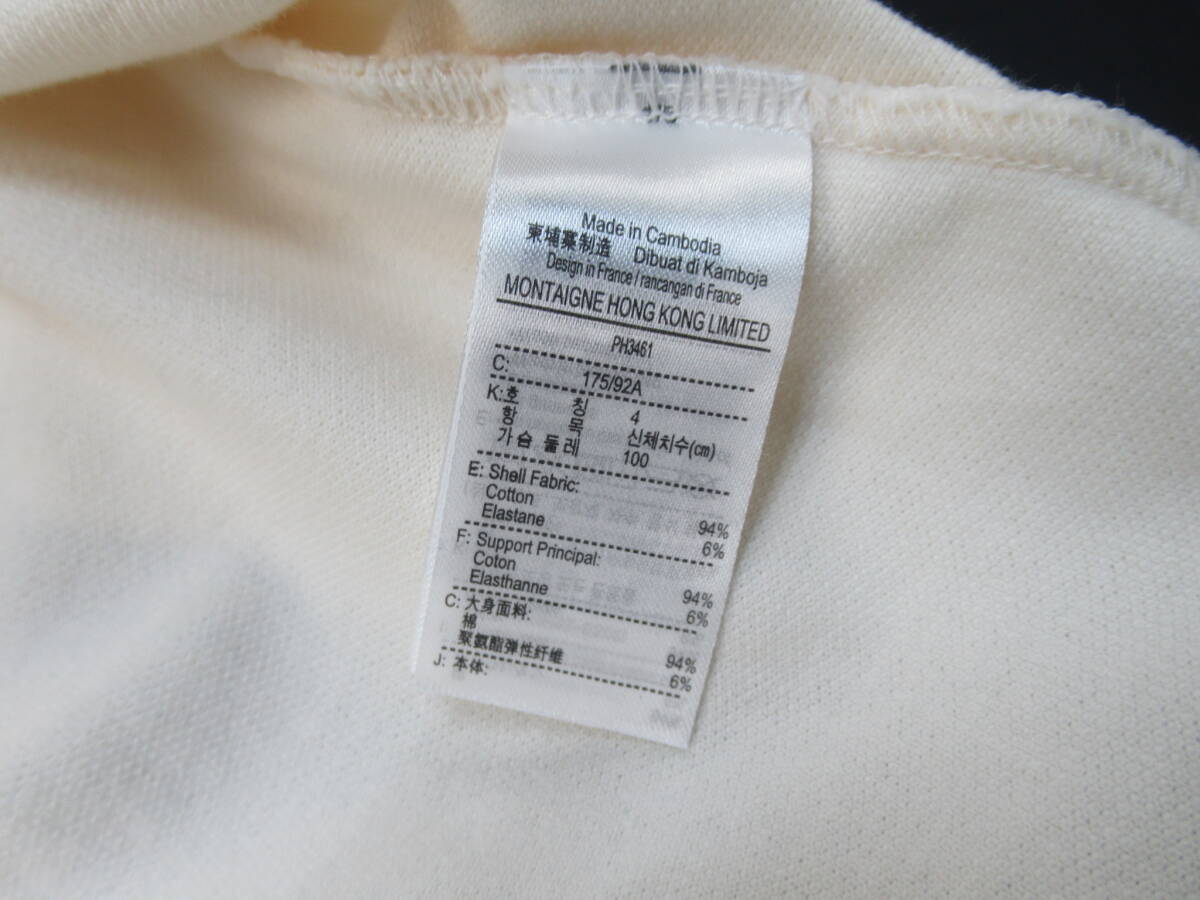 Made in Cambodia
柬埔寨制造 Dibuat di Kamboja
Design in France / rancangan di France
MONTAIGNE HONG KONG LIMITED
PH3461
C: 175/92A
K: 호 칭 4
항 목 신체치수(㎝)
가슴 둘레 100
E: Shell Fabric:
Cotton 94%
Elastane 6%
F: Support Principal:
Coton 94%
Elasthanne 6%
C: 大身面料:
棉 94%
聚氨酯弹性纤维 6%
J: 本体: